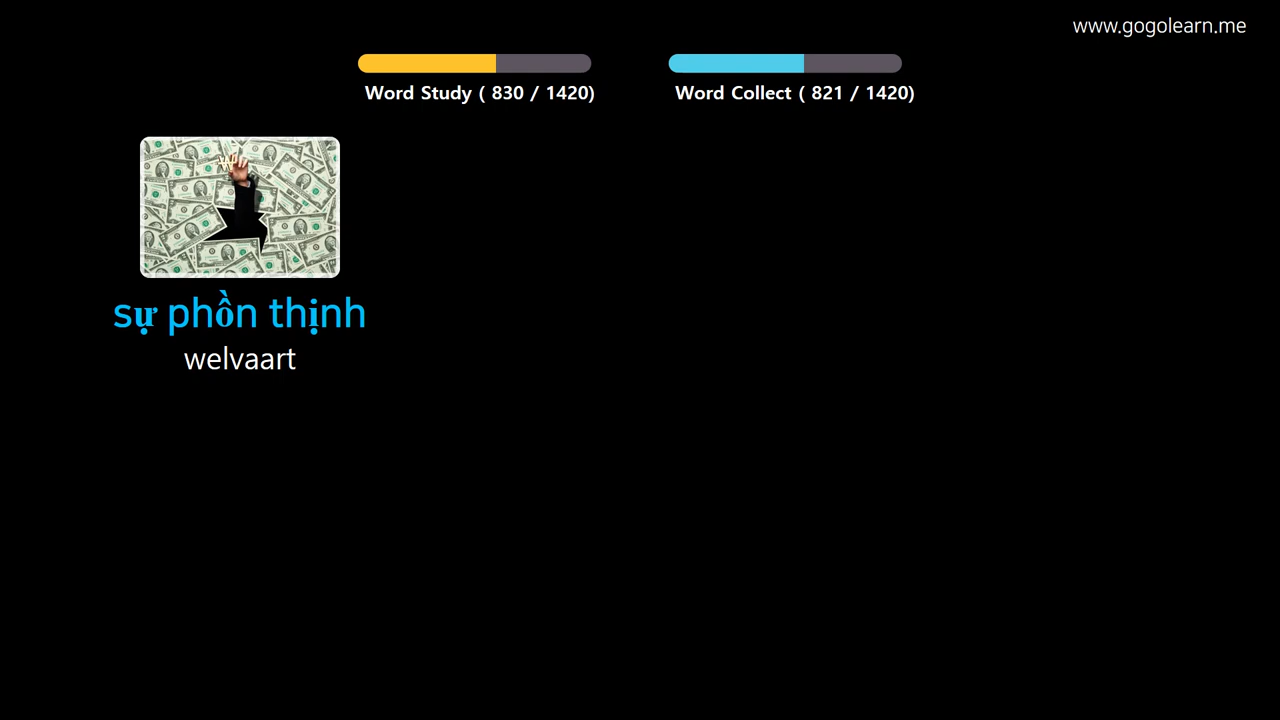 www.gogolearn.me
Word Study ( 830 / 1420)
Word Collect ( 821 / 1420)
sự phồn thịnh
welvaart